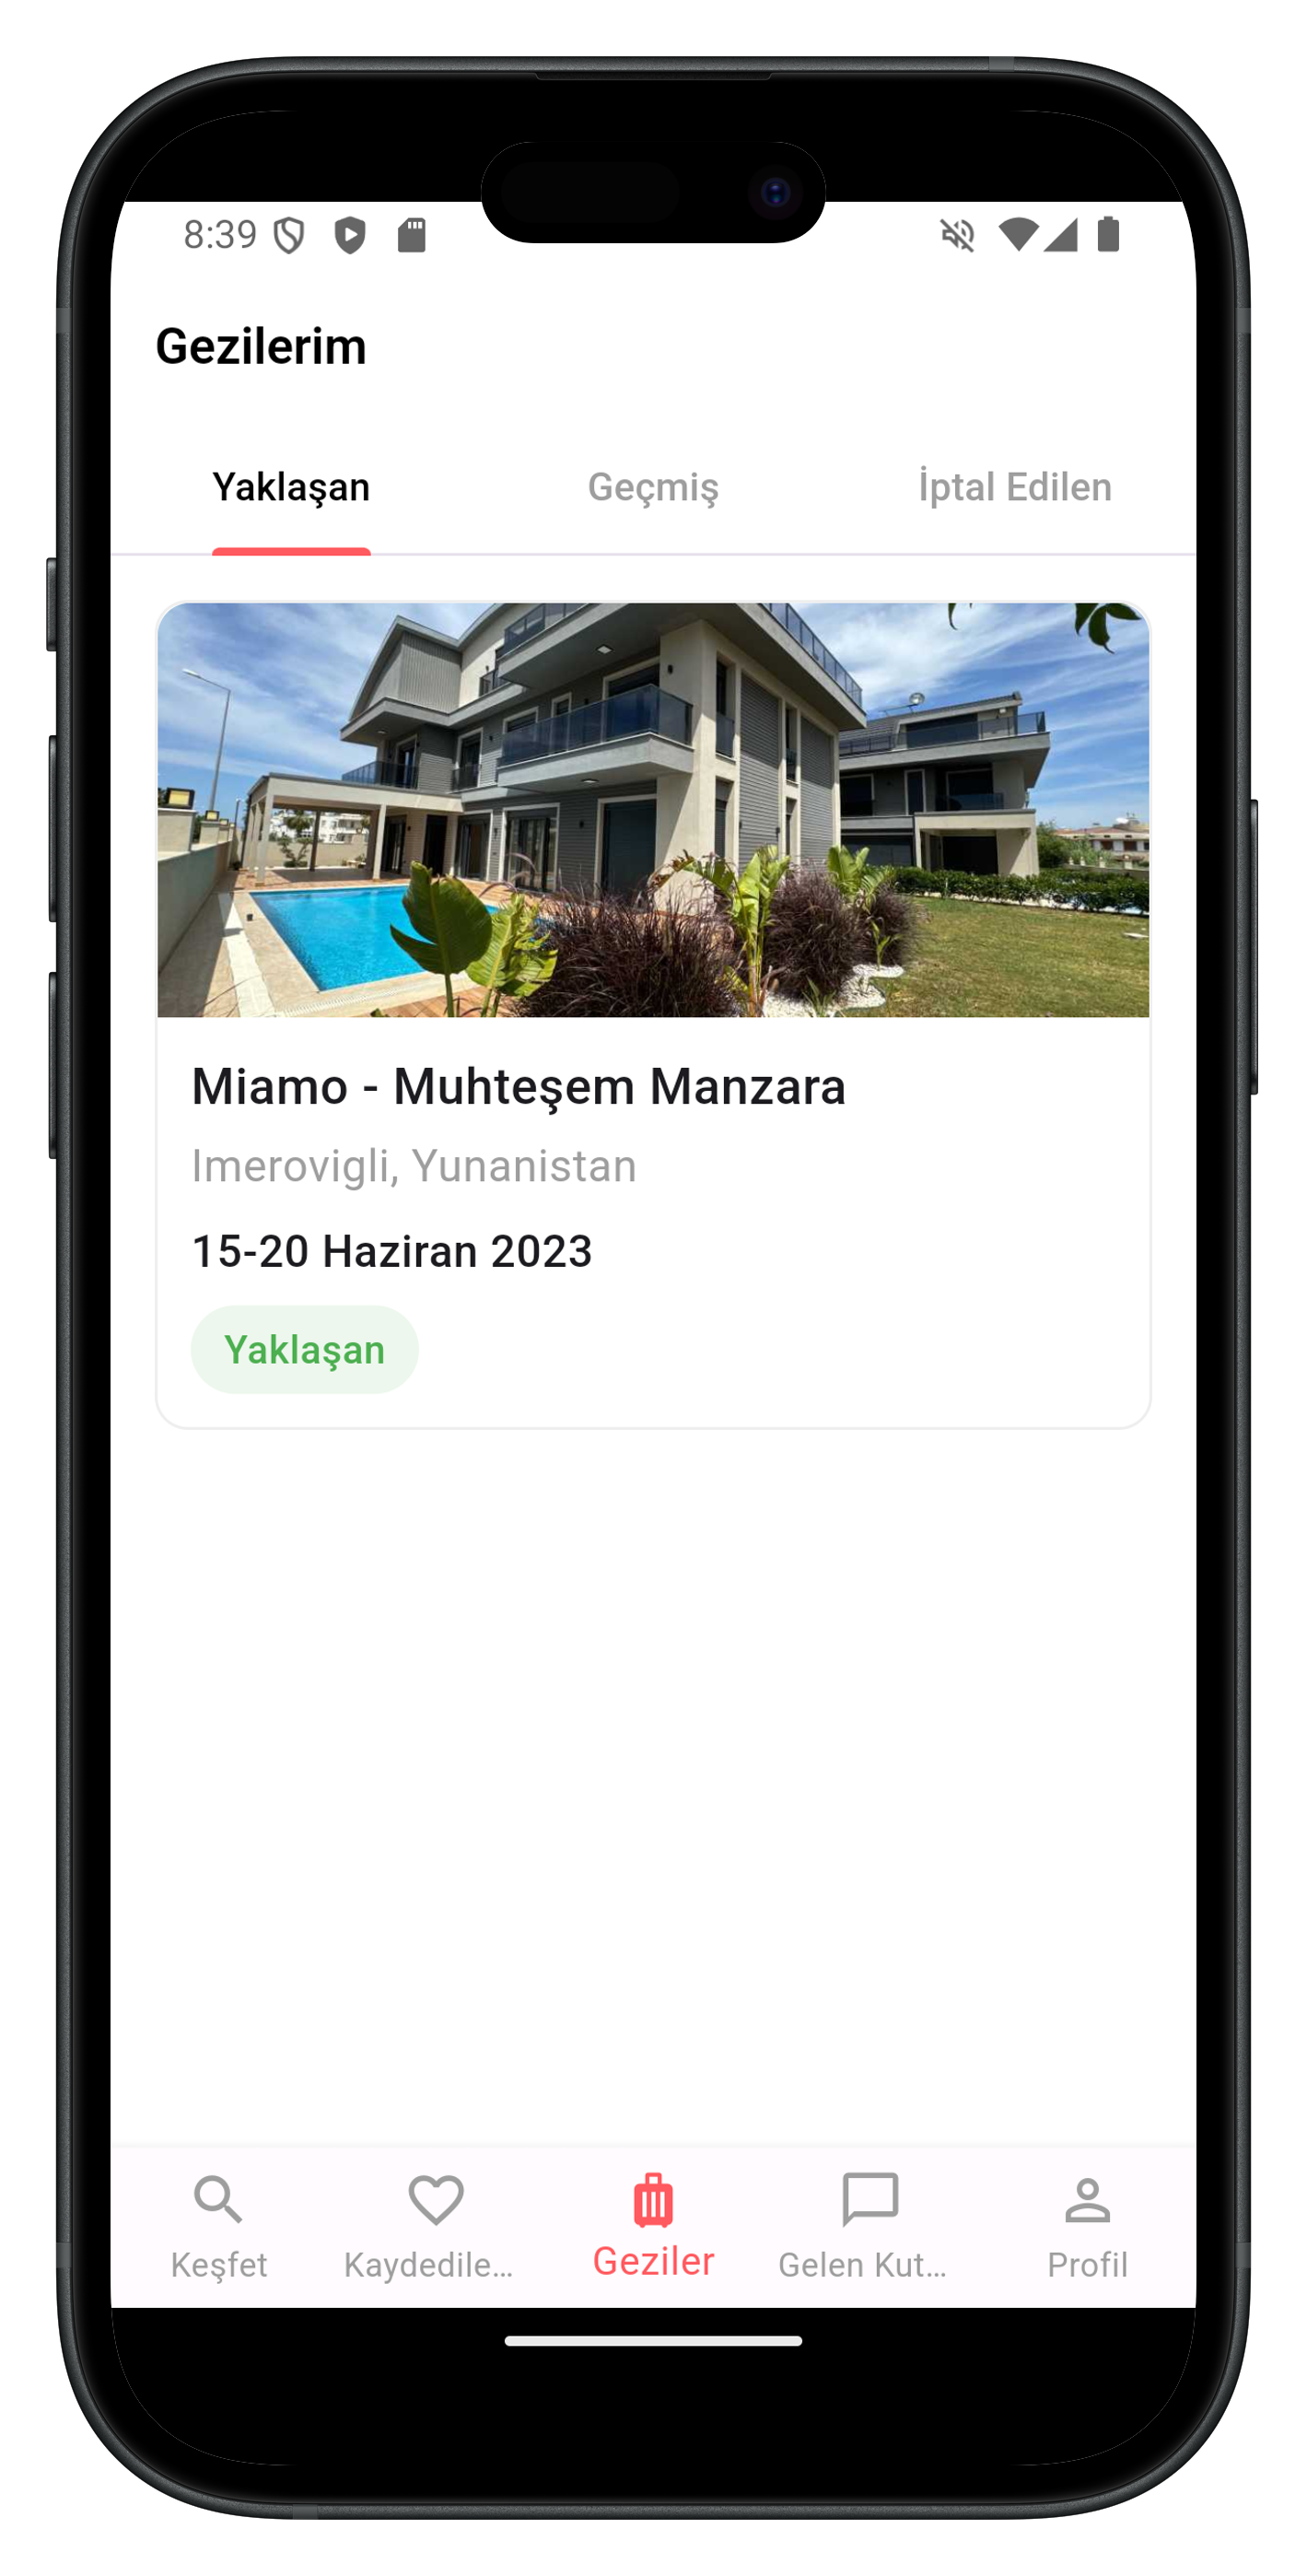 8:39
Gezilerim
Yaklaşan Geçmiş İptal Edilen
Miamo - Muhteşem Manzara
Imerovigli, Yunanistan
15-20 Haziran 2023
Yaklaşan
Keşfet Kaydedile... Geziler Gelen Kut... Profil